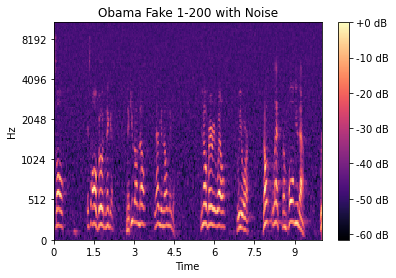 Obama Fake 1-200 with Noise
+0 dB
8192
-10 dB
4096
-20 dB
2048
-30 dB
Hz
1024
-40 dB
512
-50 dB
0
-60 dB
0 1.5 3 4.5 6 7.5 9
Time